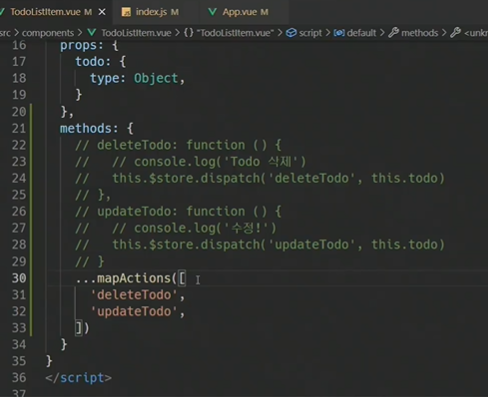 TodoListItem.vue M × index.js M App.vue M
src > components > TodoListItem.vue > {} "TodoListItem.vue" > script > default > methods >
16 props: {
17 todo: {
18 type: Object,
19 }
20 },
21 methods: {
22 // deleteTodo: function () {
23 // // console.log('Todo 삭제')
24 // this.$store.dispatch('deleteTodo', this.todo)
25 // },
26 // updateTodo: function () {
27 // // console.log('수정!')
28 // this.$store.dispatch('updateTodo', this.todo)
29 // }
30 ...mapActions([
31 'deleteTodo',
32 'updateTodo',
33 ])
34 }
35 }
36 </script>
37